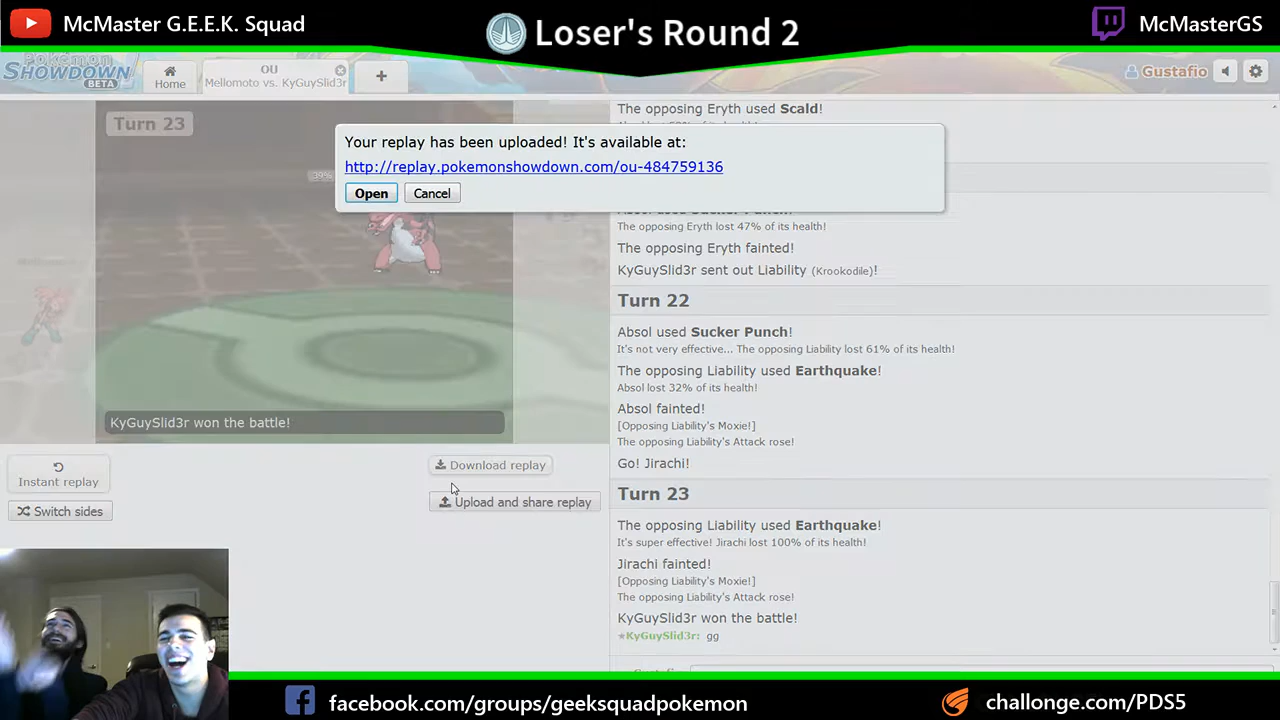 McMaster G.E.E.K. Squad
Loser's Round 2
McMasterGS
Pokémon
SHOWDOWN
BETA
Home
OU
Mellomoto vs. KyGuySlid3r
Gustafio
Turn 23
Your replay has been uploaded! It's available at:
http://replay.pokemonshowdown.com/ou-484759136
Open
Cancel
39%
KyGuySlid3r won the battle!
Instant replay
Switch sides
Download replay
Upload and share replay
The opposing Eryth used Scald!
The opposing Eryth lost 47% of its health!
The opposing Eryth fainted!
KyGuySlid3r sent out Liability (Krookodile)!
Turn 22
Absol used Sucker Punch!
It's not very effective... The opposing Liability lost 61% of its health!
The opposing Liability used Earthquake!
Absol lost 32% of its health!
Absol fainted!
[Opposing Liability's Moxie!]
The opposing Liability's Attack rose!
Go! Jirachi!
Turn 23
The opposing Liability used Earthquake!
It's super effective! Jirachi lost 100% of its health!
Jirachi fainted!
[Opposing Liability's Moxie!]
The opposing Liability's Attack rose!
KyGuySlid3r won the battle!
★KyGuySlid3r: gg
facebook.com/groups/geeksquadpokemon
challonge.com/PDS5